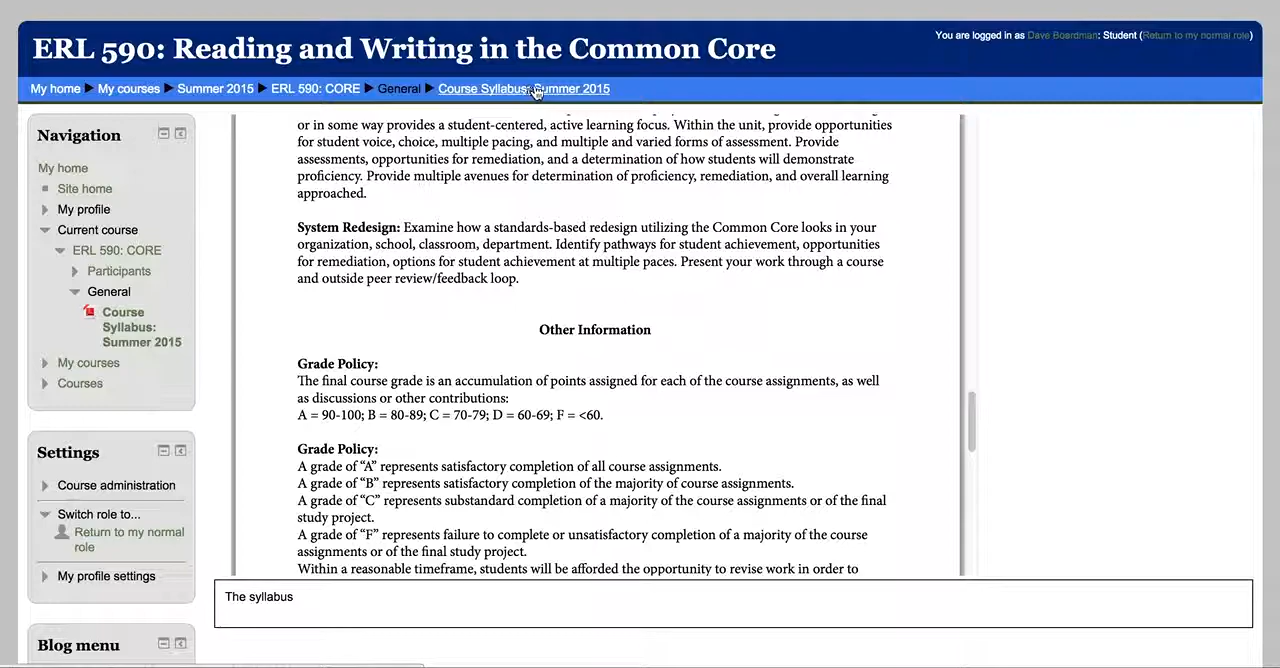 ERL 590: Reading and Writing in the Common Core
You are logged in as Dave Boardman: Student (Return to my normal role)
My home ▶ My courses ▶ Summer 2015 ▶ ERL 590: CORE ▶ General ▶ Course Syllabus: Summer 2015
Navigation
My home
Site home
My profile
Current course
ERL 590: CORE
Participants
General
Course
Syllabus:
Summer 2015
My courses
Courses
Settings
Course administration
Switch role to...
Return to my normal
role
My profile settings
Blog menu
or in some way provides a student-centered, active learning focus. Within the unit, provide opportunities
for student voice, choice, multiple pacing, and multiple and varied forms of assessment. Provide
assessments, opportunities for remediation, and a determination of how students will demonstrate
proficiency. Provide multiple avenues for determination of proficiency, remediation, and overall learning
approached.
System Redesign: Examine how a standards-based redesign utilizing the Common Core looks in your
organization, school, classroom, department. Identify pathways for student achievement, opportunities
for remediation, options for student achievement at multiple paces. Present your work through a course
and outside peer review/feedback loop.
Other Information
Grade Policy:
The final course grade is an accumulation of points assigned for each of the course assignments, as well
as discussions or other contributions:
A = 90-100; B = 80-89; C = 70-79; D = 60-69; F = <60.
Grade Policy:
A grade of “A” represents satisfactory completion of all course assignments.
A grade of “B” represents satisfactory completion of the majority of course assignments.
A grade of “C” represents substandard completion of a majority of the course assignments or of the final
study project.
A grade of “F” represents failure to complete or unsatisfactory completion of a majority of the course
assignments or of the final study project.
Within a reasonable timeframe, students will be afforded the opportunity to revise work in order to
The syllabus